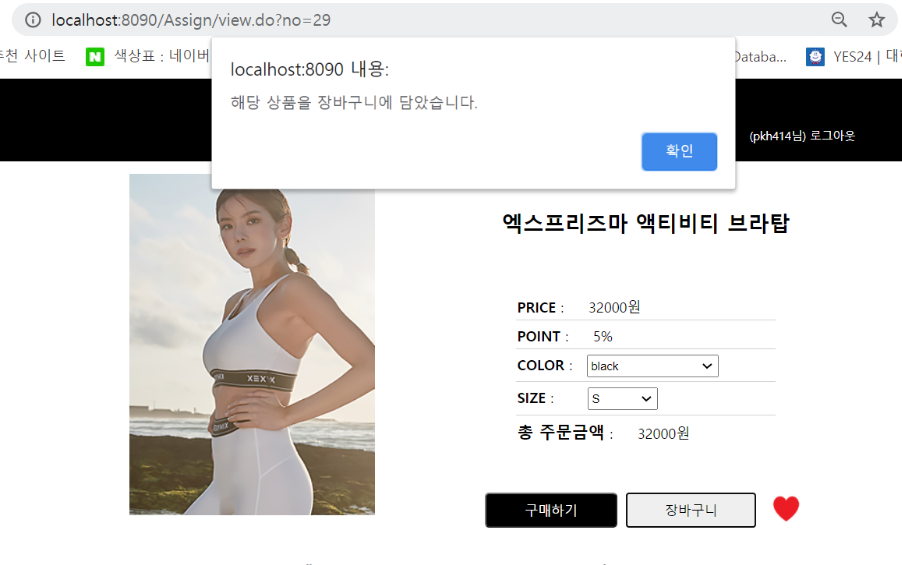 localhost:8090/Assign/view.do?no=29
천 사이트 색상표 : 네이버 Databa... YES24 | 대
localhost:8090 내용:
해당 상품을 장바구니에 담았습니다.
확인
(pkh414님) 로그아웃
엑스프리즈마 액티비티 브라탑
PRICE : 32000원
POINT : 5%
COLOR : black
XEXYX
SIZE : S
총 주문금액 : 32000원
구매하기 장바구니